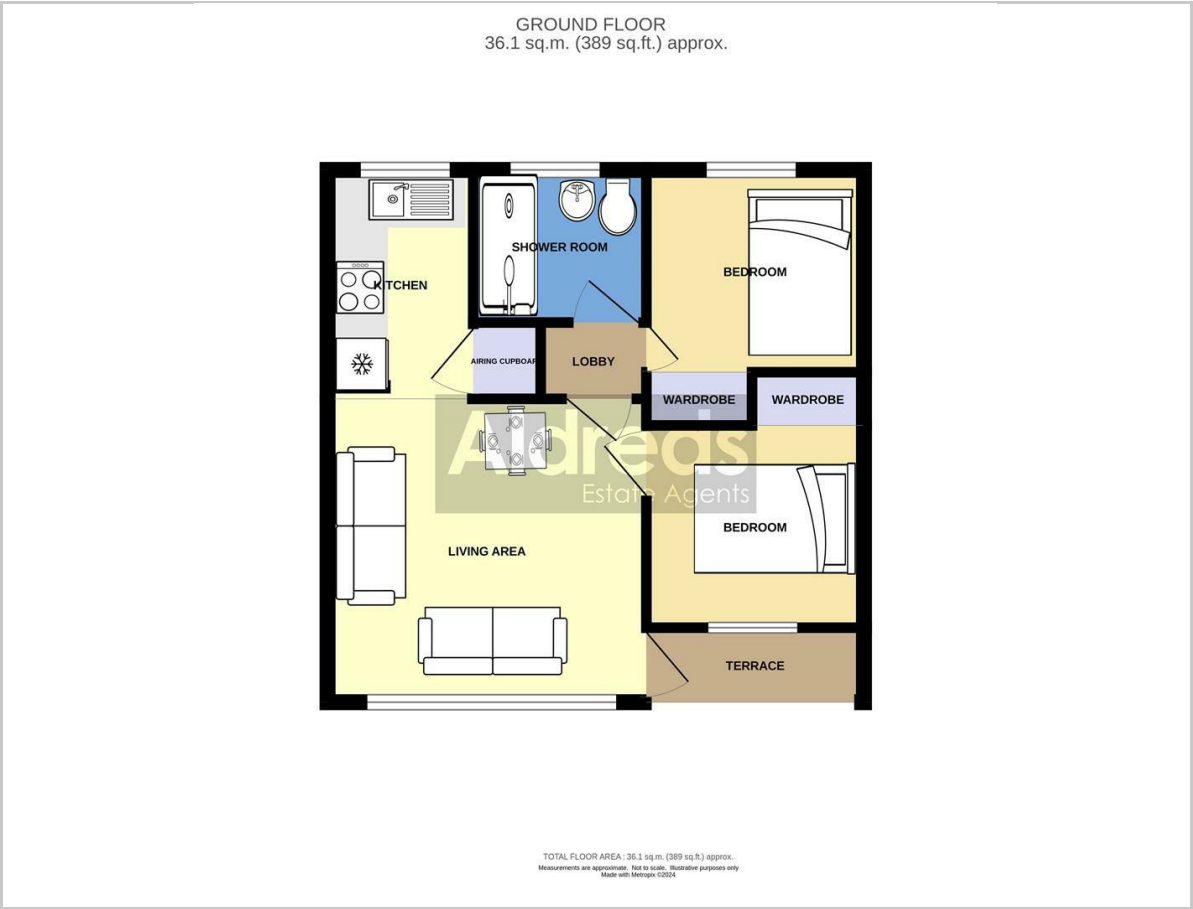 GROUND FLOOR
36.1 sq.m. (389 sq.ft.) approx.
SHOWER ROOM
BEDROOM
KITCHEN
AIRING CUPBOAR
LOBBY
WARDROBE
WARDROBE
Aldreds
Estate Agents
BEDROOM
LIVING AREA
TERRACE
TOTAL FLOOR AREA : 36.1 sq.m. (389 sq.ft.) approx.
Measurements are approximate. Not to scale. Illustrative purposes only
Made with Metropix ©2024